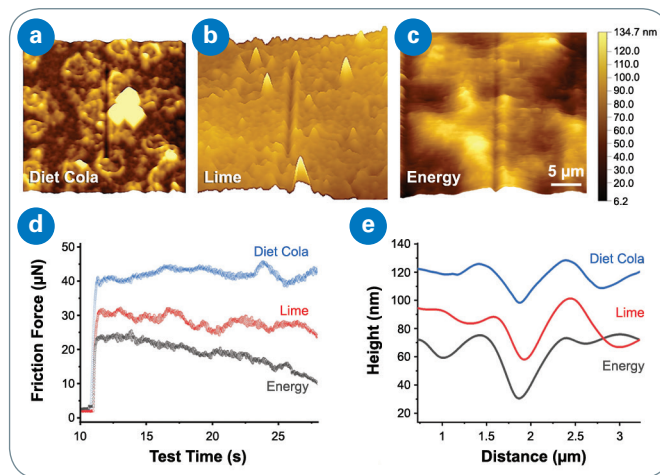 a
b
c
Diet Cola
Lime
Energy
5 µm
134.7 nm
120.0
110.0
100.0
90.0
80.0
70.0
60.0
50.0
40.0
30.0
20.0
6.2
d
Friction Force (µN)
50
40
30
20
10
0
Diet Cola
Lime
Energy
10
15
20
25
Test Time (s)
e
Height (nm)
140
120
100
80
60
40
20
Diet Cola
Lime
Energy
1
1.5
2
2.5
3
Distance (µm)